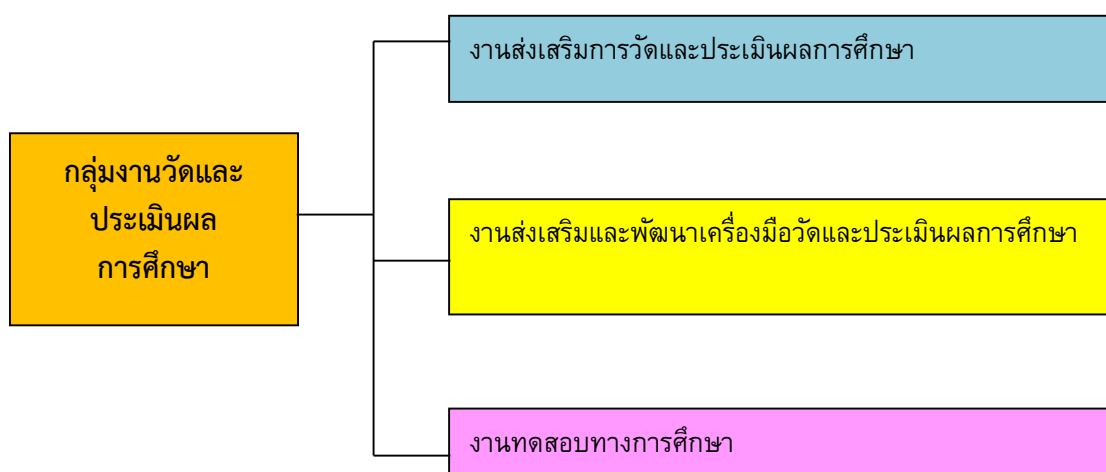 งานส่งเสริมการวัดและประเมินผลการศึกษา
กลุ่มงานวัดและ
ประเมินผล
การศึกษา
งานส่งเสริมและพัฒนาเครื่องมือวัดและประเมินผลการศึกษา
งานทดสอบทางการศึกษา